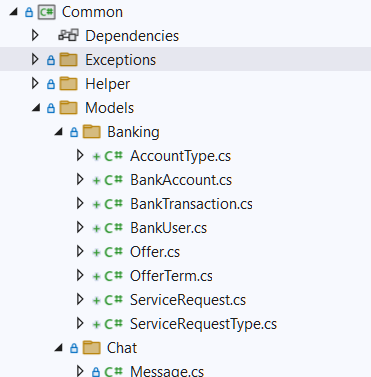 Common
Dependencies
Exceptions
Helper
Models
Banking
C# AccountType.cs
C# BankAccount.cs
C# BankTransaction.cs
C# BankUser.cs
C# Offer.cs
C# OfferTerm.cs
C# ServiceRequest.cs
C# ServiceRequestType.cs
Chat
C# Message.cs